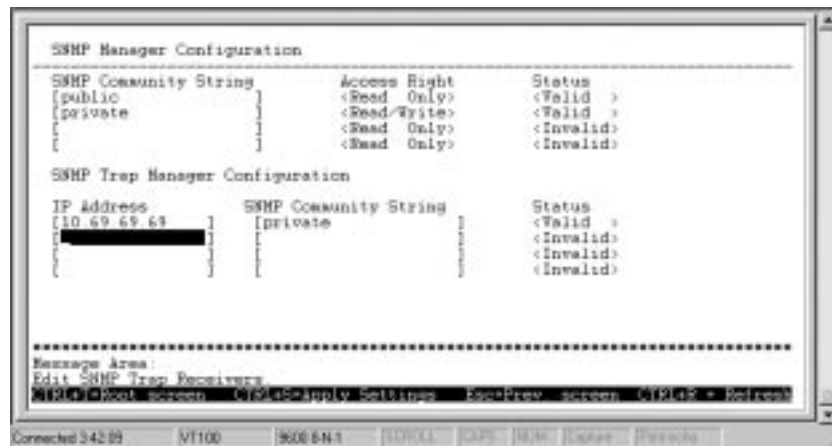 SNMP Manager Configuration
SNMP Community String Access Right Status
[public ] <Read Only> <Valid >
[private ] <Read/Write> <Valid >
[ ] <Read Only> <Invalid>
[ ] <Read Only> <Invalid>
SNMP Trap Manager Configuration
IP Address SNMP Community String Status
[10.69.69.69 ] [private ] <Valid >
[ ] [ ] <Invalid>
[ ] [ ] <Invalid>
[ ] [ ] <Invalid>
Message Area:
Edit SNMP Trap Receivers.
CTRL+T=Root screen CTRL+S=Apply Settings Esc=Prev screen CTRL+R = Refresh
Connected 3:42:09 VT100 9600 8-N-1 SCROLL CAPS NUM Capture